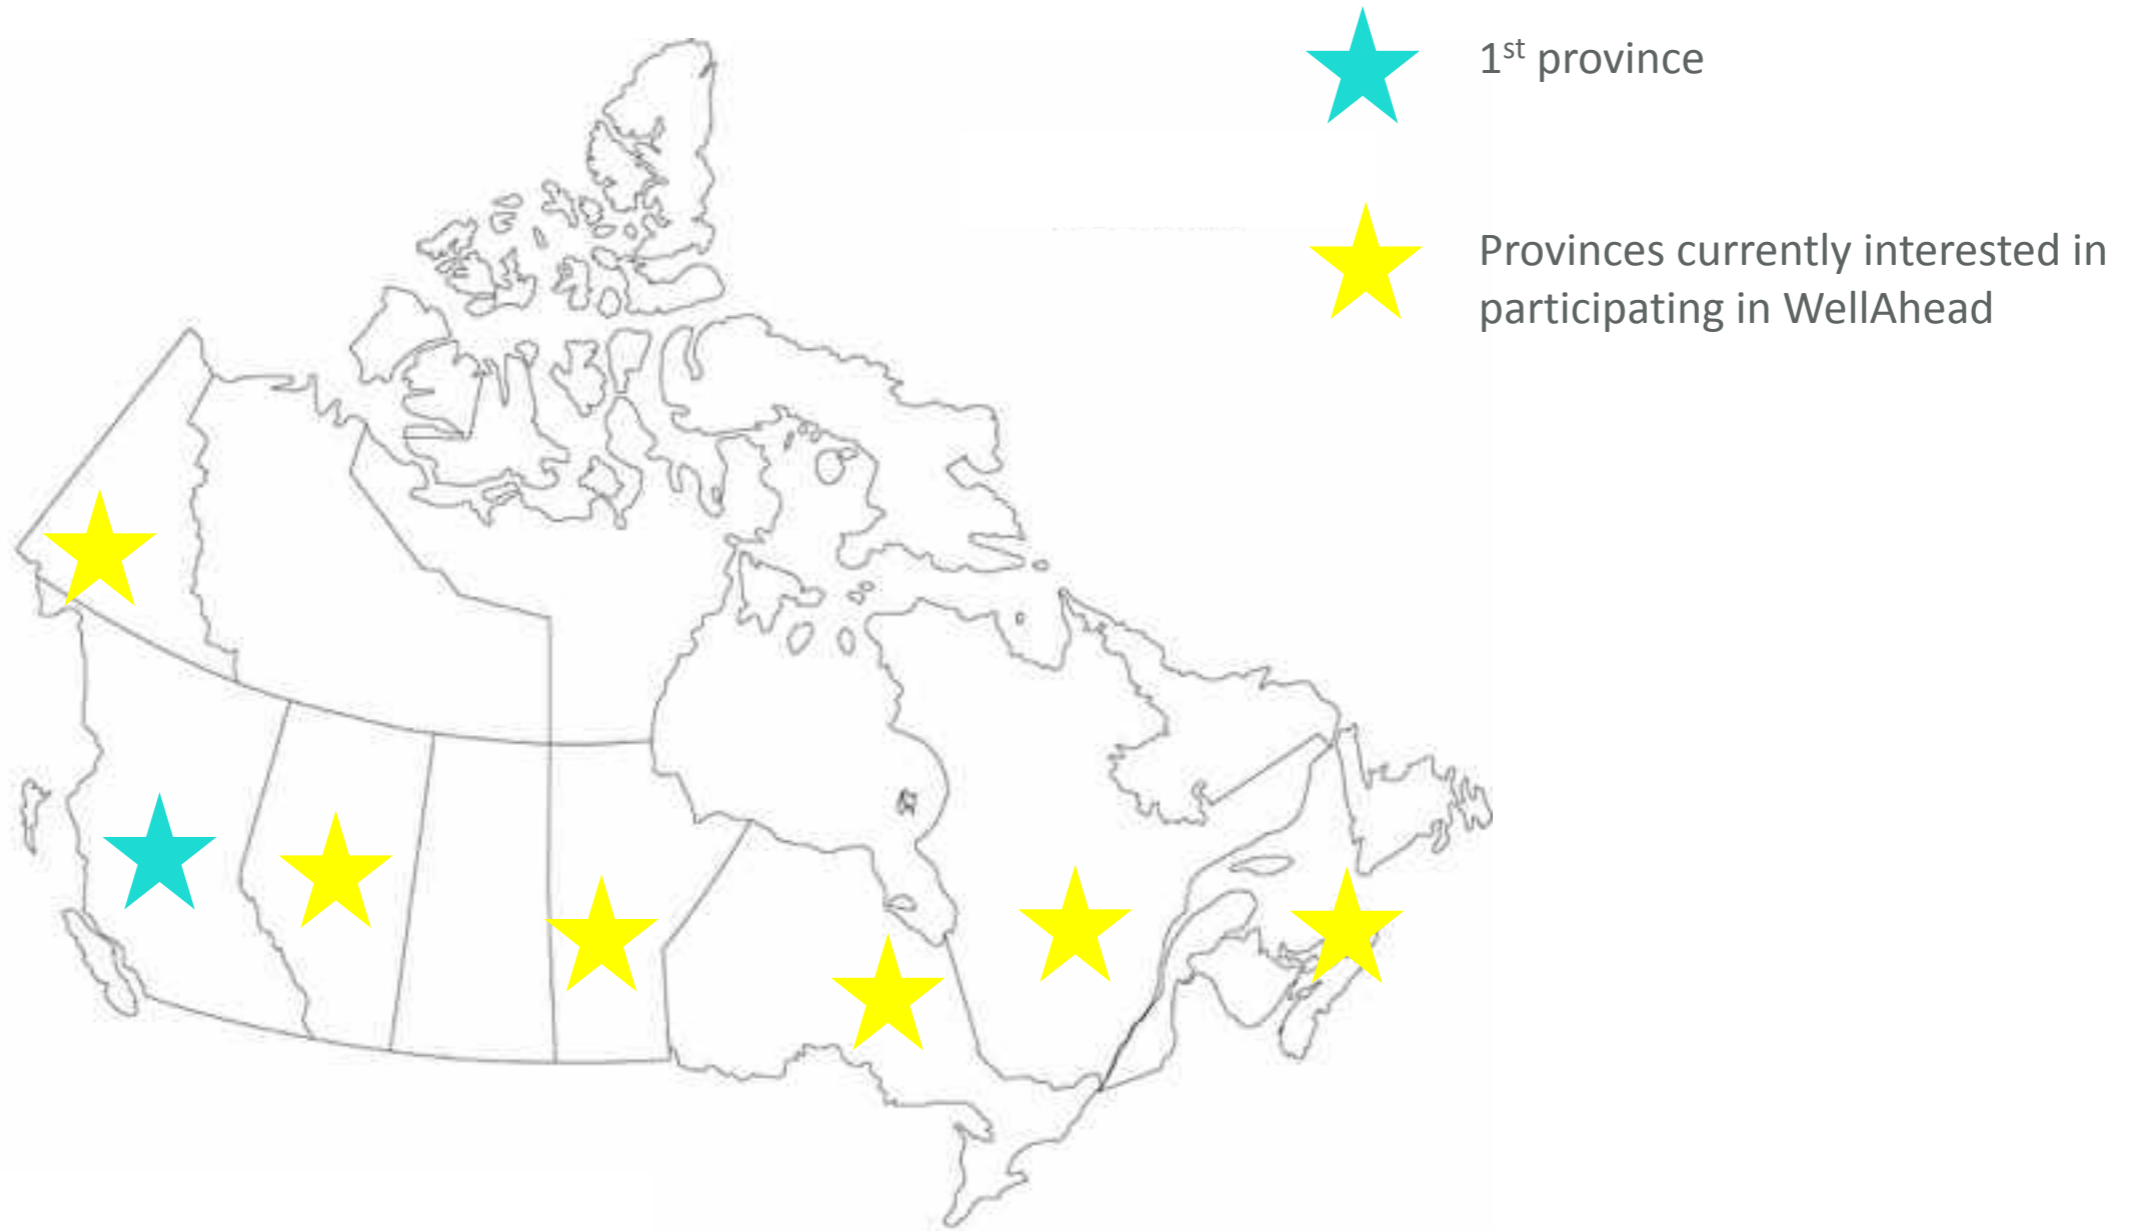 1st province
Provinces currently interested in
participating in WellAhead